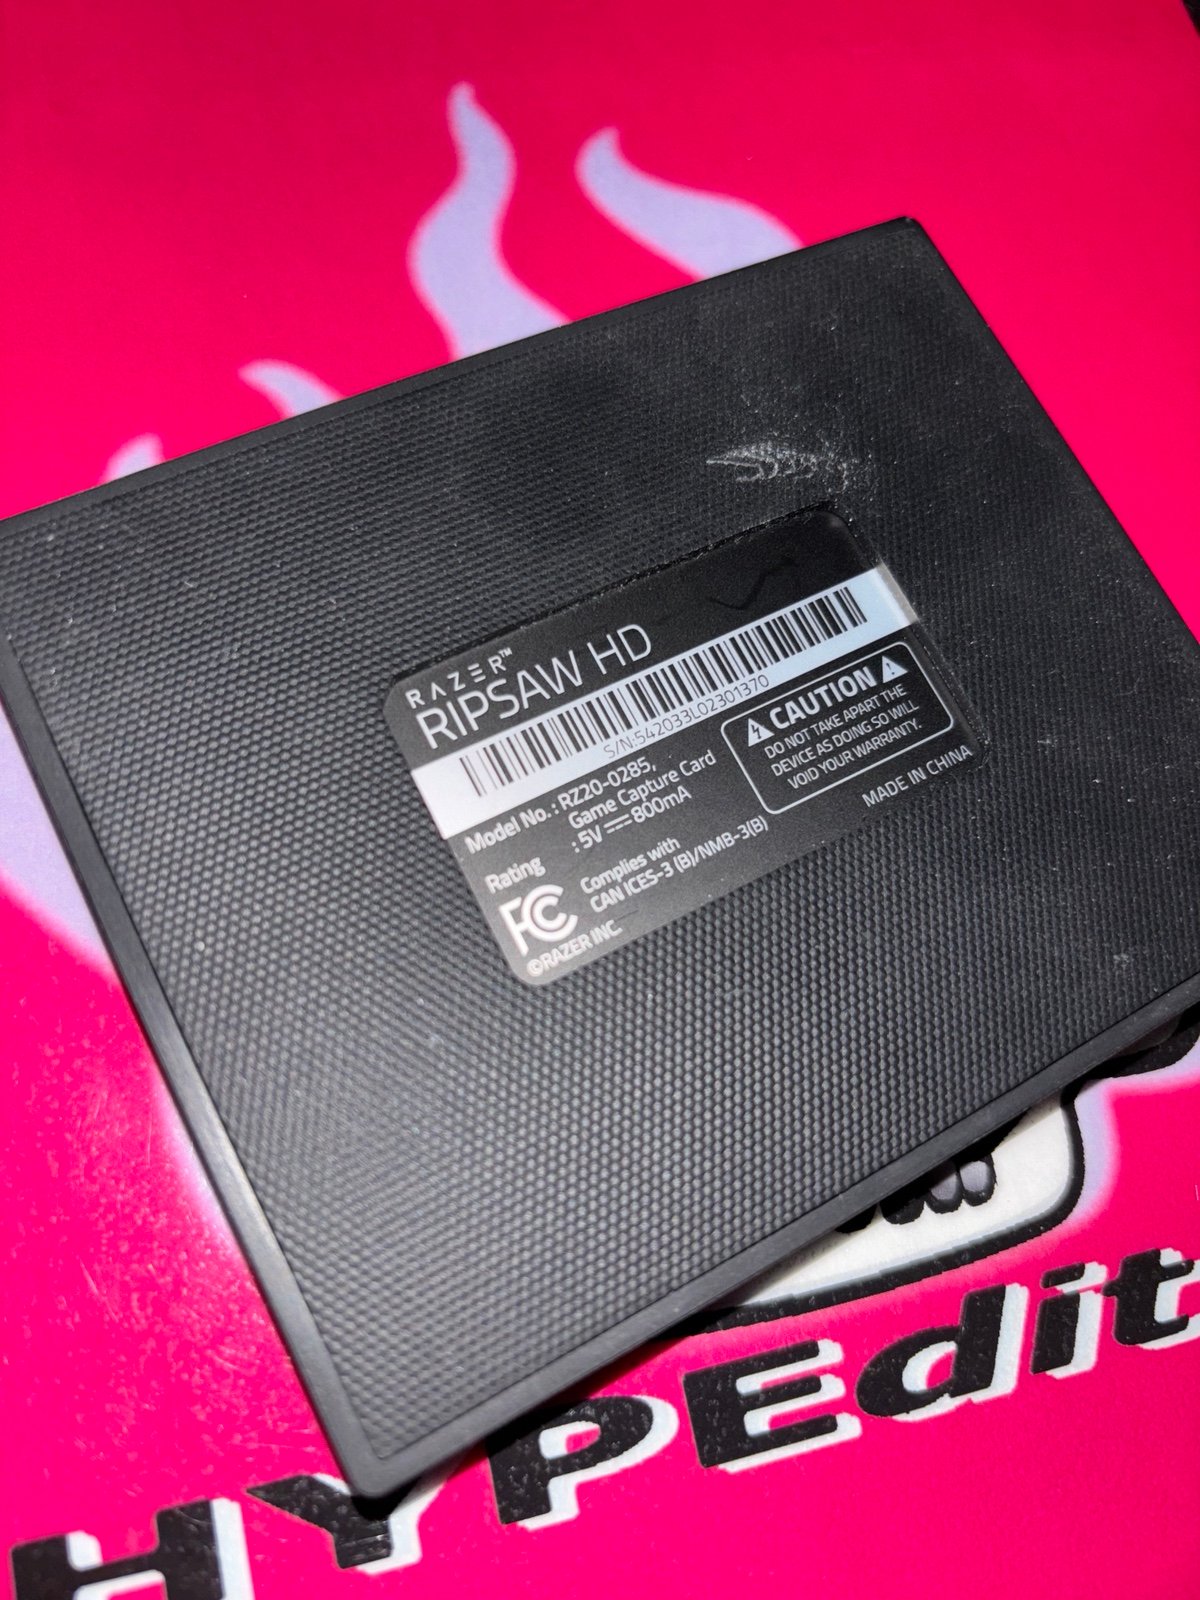 RAZER™
RIPSAW HD
S/N:542033L02301370
Model No. : RZ20-0285,
Game Capture Card
Rating : 5V ⎓ 800mA
FC Complies with
CAN ICES-3 (B)/NMB-3(B)
©RAZER INC.
⚠ CAUTION ⚠
DO NOT TAKE APART THE
DEVICE AS DOING SO WILL
VOID YOUR WARRANTY.
MADE IN CHINA
HYPEdit